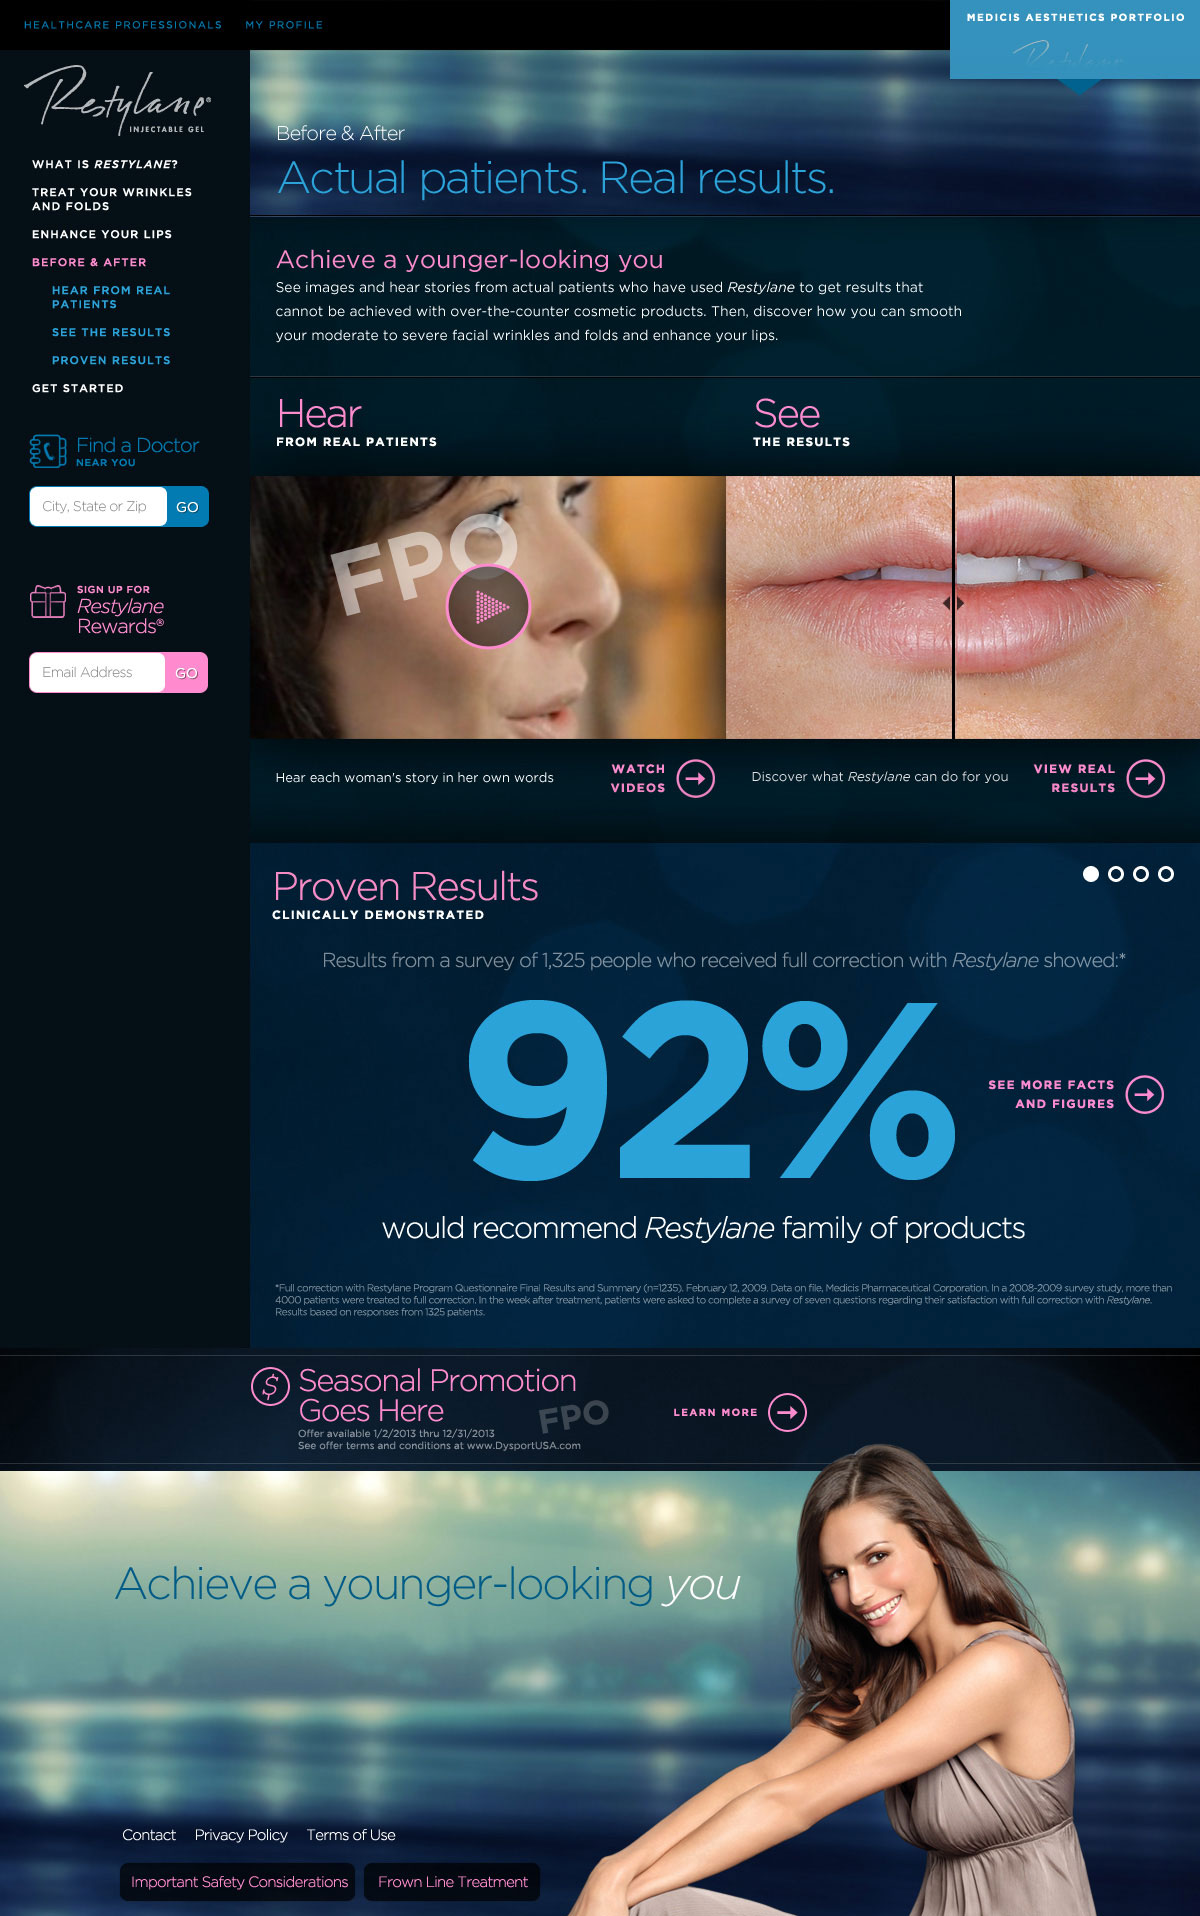 HEALTHCARE PROFESSIONALS MY PROFILE
MEDICIS AESTHETICS PORTFOLIO
Restylane
Restylane®
INJECTABLE GEL
WHAT IS RESTYLANE?
TREAT YOUR WRINKLES
AND FOLDS
ENHANCE YOUR LIPS
BEFORE & AFTER
HEAR FROM REAL
PATIENTS
SEE THE RESULTS
PROVEN RESULTS
GET STARTED
Find a Doctor
NEAR YOU
City, State or Zip GO
SIGN UP FOR
Restylane
Rewards®
Email Address GO
Before & After
Actual patients. Real results.
Achieve a younger-looking you
See images and hear stories from actual patients who have used Restylane to get results that
cannot be achieved with over-the-counter cosmetic products. Then, discover how you can smooth
your moderate to severe facial wrinkles and folds and enhance your lips.
Hear
FROM REAL PATIENTS
FPO
Hear each woman's story in her own words
WATCH
VIDEOS
See
THE RESULTS
Discover what Restylane can do for you
VIEW REAL
RESULTS
Proven Results
CLINICALLY DEMONSTRATED
Results from a survey of 1,325 people who received full correction with Restylane showed:*
92%
SEE MORE FACTS
AND FIGURES
would recommend Restylane family of products
*Full correction with Restylane Program Questionnaire Final Results and Summary (n=1235). February 12, 2009. Data on file, Medicis Pharmaceutical Corporation. In a 2008-2009 survey study, more than
4000 patients were treated to full correction. In the week after treatment, patients were asked to complete a survey of seven questions regarding their satisfaction with full correction with Restylane.
Results based on responses from 1325 patients.
$
Seasonal Promotion
Goes Here
FPO
Offer available 1/2/2013 thru 12/31/2013
See offer terms and conditions at www.DysportUSA.com
LEARN MORE
Achieve a younger-looking you
Contact Privacy Policy Terms of Use
Important Safety Considerations Frown Line Treatment